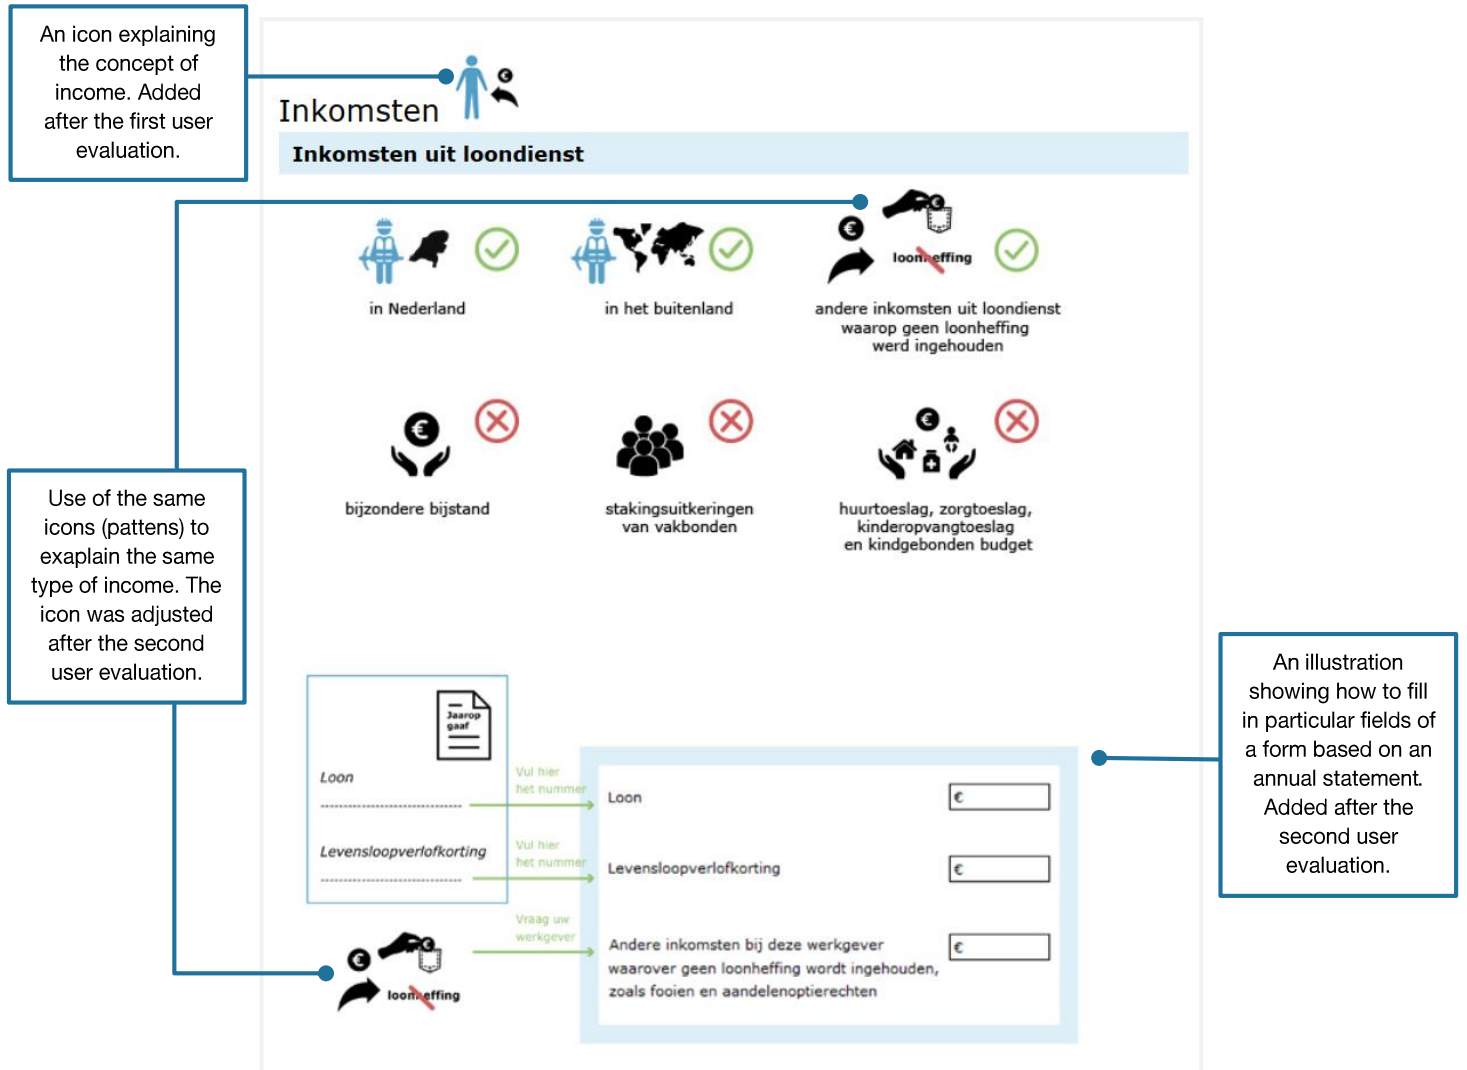 An icon explaining
the concept of
income. Added
after the first user
evaluation.
€
Inkomsten
Inkomsten uit loondienst
€
€
loonheffing
in Nederland
in het buitenland
andere inkomsten uit loondienst
waarop geen loonheffing
werd ingehouden
€
€
bijzondere bijstand
stakingsuitkeringen
van vakbonden
huurtoeslag, zorgtoeslag,
kinderopvangtoeslag
en kindgebonden budget
Use of the same
icons (pattens) to
exaplain the same
type of income. The
icon was adjusted
after the second
user evaluation.
An illustration
showing how to fill
in particular fields of
a form based on an
annual statement.
Added after the
second user
evaluation.
Jaarop
gaaf
Loon
Vul hier
het nummer
Loon
€
Levensloopverlofkorting
Vul hier
het nummer
Levensloopverlofkorting
€
Vraag uw
werkgever
€
€
loonheffing
Andere inkomsten bij deze werkgever
waarover geen loonheffing wordt ingehouden,
zoals fooien en aandelenoptierechten
€